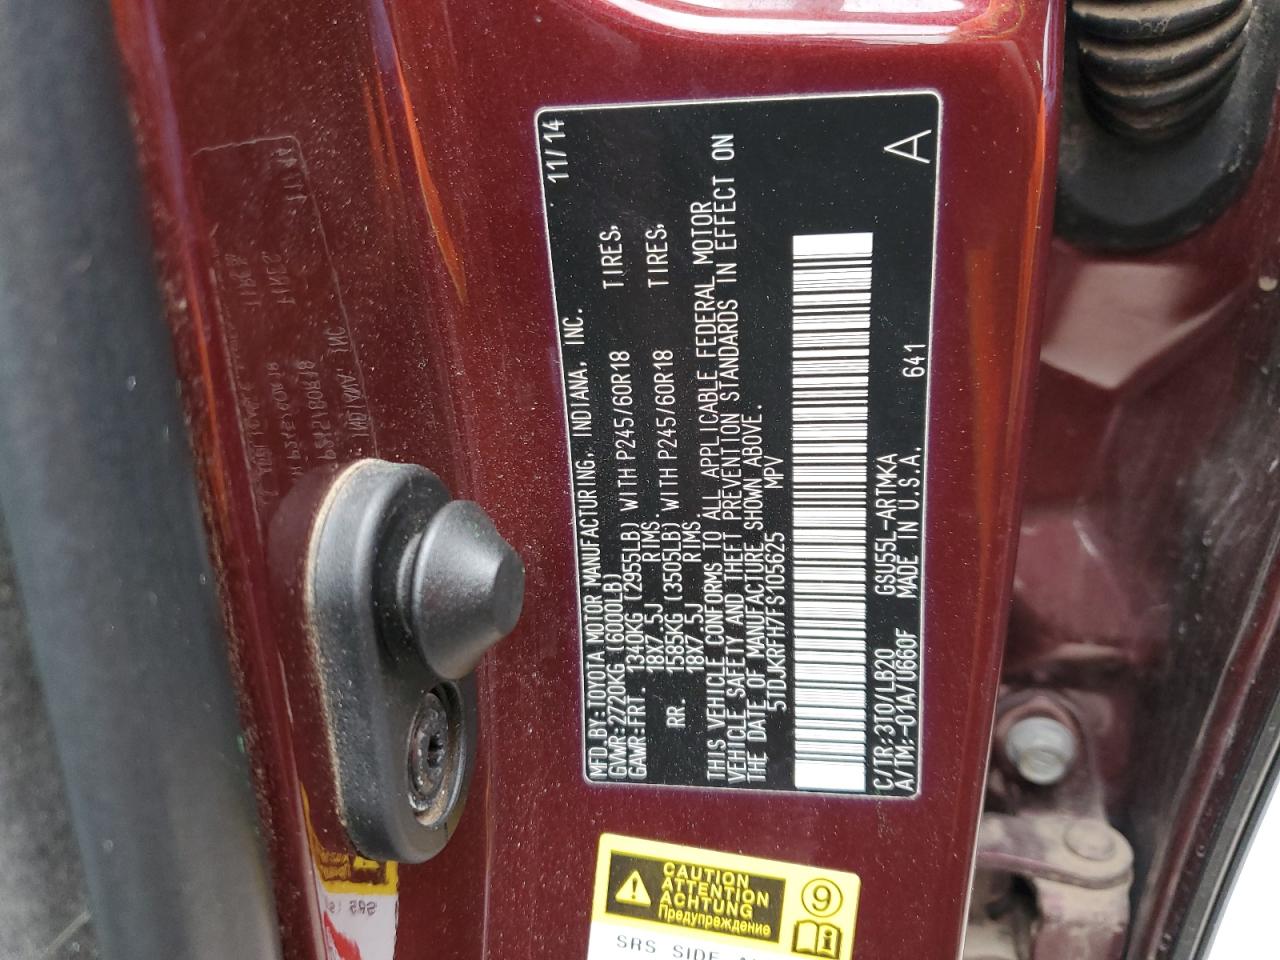 MFD.BY:TOYOTA MOTOR MANUFACTURING, INDIANA, INC. 11/14
GVWR:2720KG (6000LB)
GAWR:FRT. 1340KG (2955LB) WITH P245/60R18 TIRES,
18X7.5J RIMS,
RR. 1585KG (3505LB) WITH P245/60R18 TIRES,
18X7.5J RIMS
THIS VEHICLE CONFORMS TO ALL APPLICABLE FEDERAL MOTOR
VEHICLE SAFETY AND THEFT PREVENTION STANDARDS IN EFFECT ON
THE DATE OF MANUFACTURE SHOWN ABOVE.
5TDJKRFH7FS105625 MPV
C/TR:3T0/LB20 GSU55L-ARTMKA 641
A/TM:-01A/U660F MADE IN U.S.A. A
CAUTION
ATTENTION
ACHTUNG
Предупреждение
9
SRS SIDE